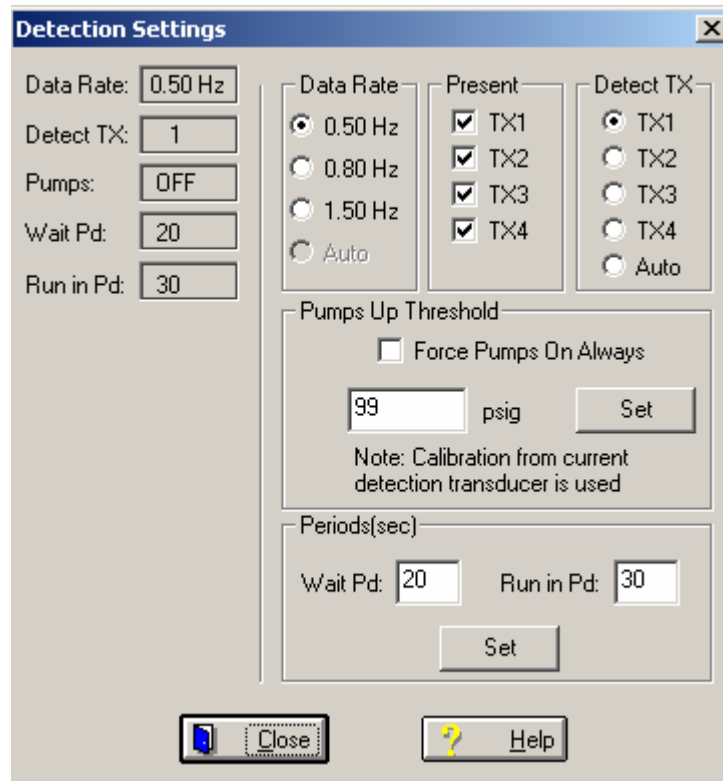 Detection Settings
Data Rate: 0.50 Hz
Detect TX: 1
Pumps: OFF
Wait Pd: 20
Run in Pd: 30
Data Rate
0.50 Hz
0.80 Hz
1.50 Hz
Auto
Present
TX1
TX2
TX3
TX4
Detect TX
TX1
TX2
TX3
TX4
Auto
Pumps Up Threshold
Force Pumps On Always
99 psig Set
Note: Calibration from current
detection transducer is used
Periods(sec)
Wait Pd: 20 Run in Pd: 30
Set
Close Help